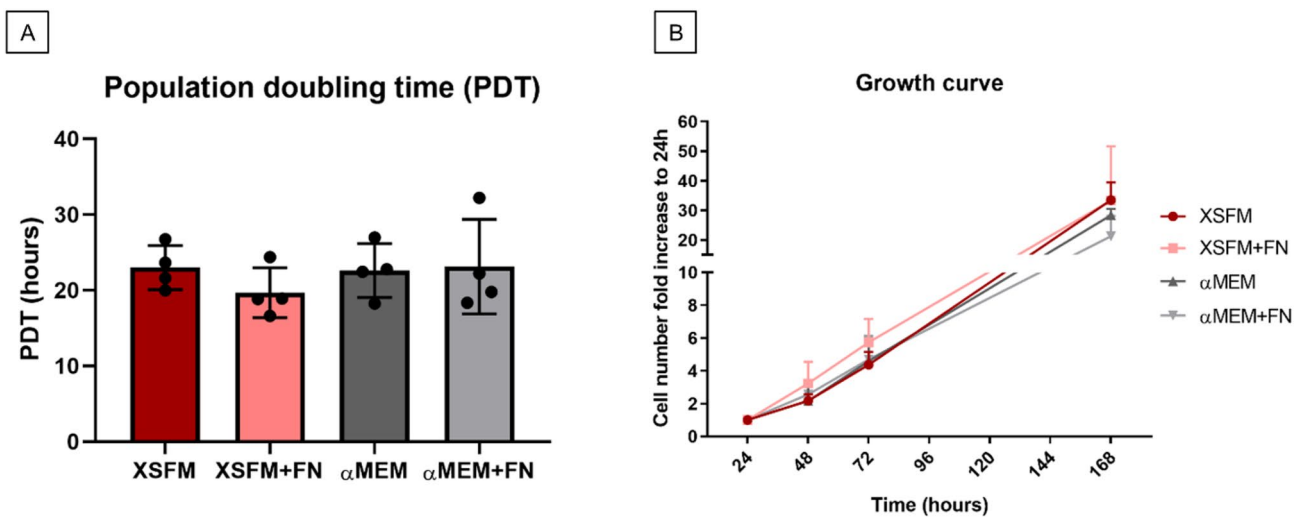 A
Population doubling time (PDT)
PDT (hours)
40
30
20
10
0
XSFM
XSFM+FN
αMEM
αMEM+FN
B
Growth curve
Cell number fold increase to 24h
60
50
40
30
20
10
8
6
4
2
0
24
48
72
96
120
144
168
Time (hours)
XSFM
XSFM+FN
αMEM
αMEM+FN